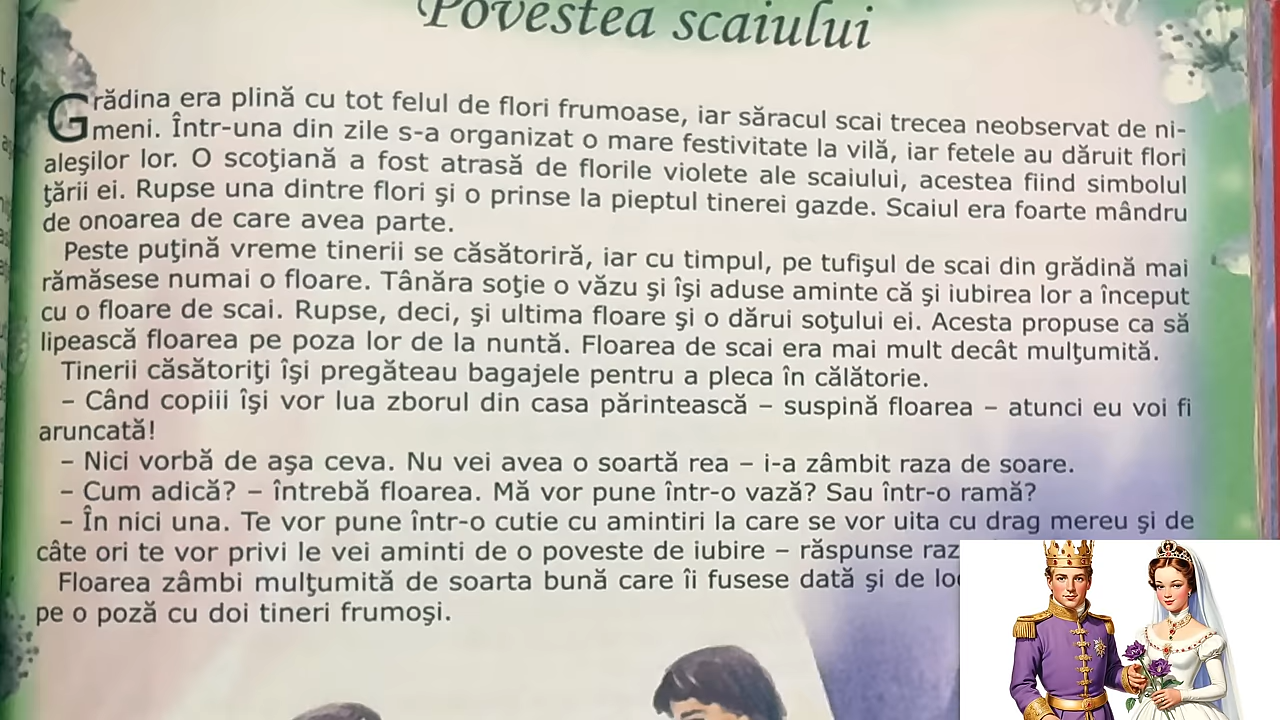 Povestea scaiului
Grădina era plină cu tot felul de flori frumoase, iar săracul scai trecea neobservat de ni-
meni. Într-una din zile s-a organizat o mare festivitate la vilă, iar fetele au dăruit flori
aleşilor lor. O scoţiană a fost atrasă de florile violete ale scaiului, acestea fiind simbolul
ţării ei. Rupse una dintre flori şi o prinse la pieptul tinerei gazde. Scaiul era foarte mândru
de onoarea de care avea parte.
Peste puţină vreme tinerii se căsătoriră, iar cu timpul, pe tufişul de scai din grădină mai
rămăsese numai o floare. Tânăra soţie o văzu şi îşi aduse aminte că şi iubirea lor a început
cu o floare de scai. Rupse, deci, şi ultima floare şi o dărui soţului ei. Acesta propuse ca să
lipească floarea pe poza lor de la nuntă. Floarea de scai era mai mult decât mulţumită.
Tinerii căsătoriţi îşi pregăteau bagajele pentru a pleca în călătorie.
– Când copiii îşi vor lua zborul din casa părintească – suspină floarea – atunci eu voi fi
aruncată!
– Nici vorbă de aşa ceva. Nu vei avea o soartă rea – i-a zâmbit raza de soare.
– Cum adică? – întrebă floarea. Mă vor pune într-o vază? Sau într-o ramă?
– În nici una. Te vor pune într-o cutie cu amintiri la care se vor uita cu drag mereu şi de
câte ori te vor privi le vei aminti de o poveste de iubire – răspunse
Floarea zâmbi mulţumită de soarta bună care îi fusese dată şi de
pe o poză cu doi tineri frumoşi.